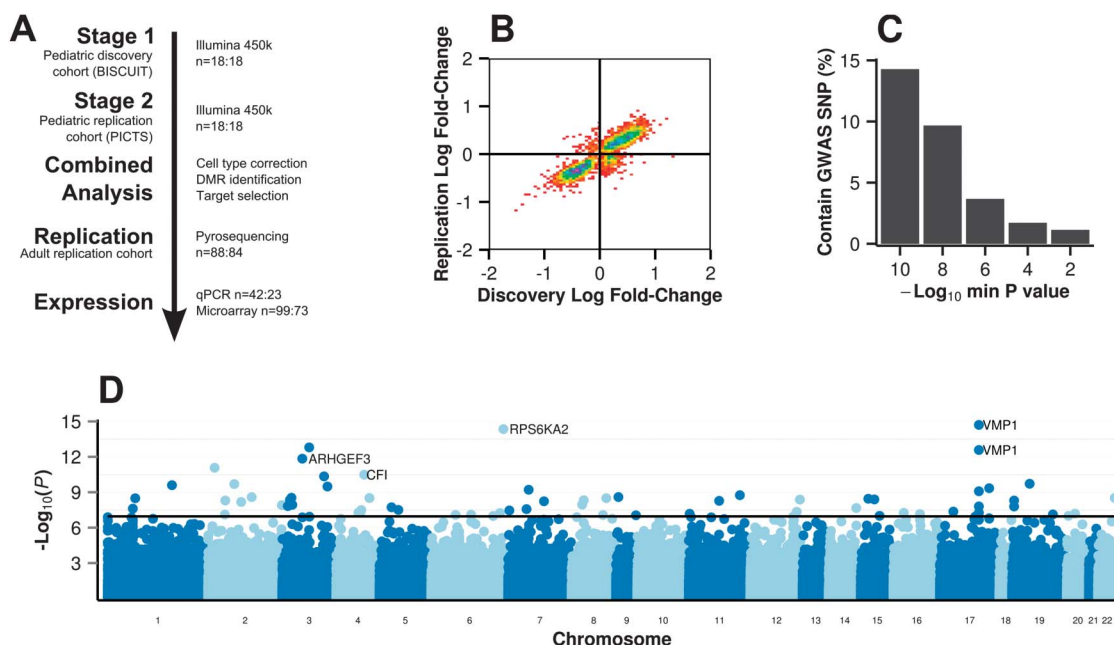 A
Stage 1
Pediatric discovery
cohort (BISCUIT)
Illumina 450k
n=18:18
Stage 2
Pediatric replication
cohort (PICTS)
Illumina 450k
n=18:18
Combined
Analysis
Cell type correction
DMR identification
Target selection
Replication
Adult replication cohort
Pyrosequencing
n=88:84
Expression
qPCR n=42:23
Microarray n=99:73
B
Replication Log Fold-Change
2
1
0
-1
-2
-2 -1 0 1 2
Discovery Log Fold-Change
C
Contain GWAS SNP (%)
15
10
5
0
10 8 6 4 2
−Log10 min P value
D
-Log10(P)
15
12
9
6
3
RPS6KA2
VMP1
ARHGEF3
CFI
VMP1
1 2 3 4 5 6 7 8 9 10 11 12 13 14 15 16 17 18 19 20 21 22
Chromosome